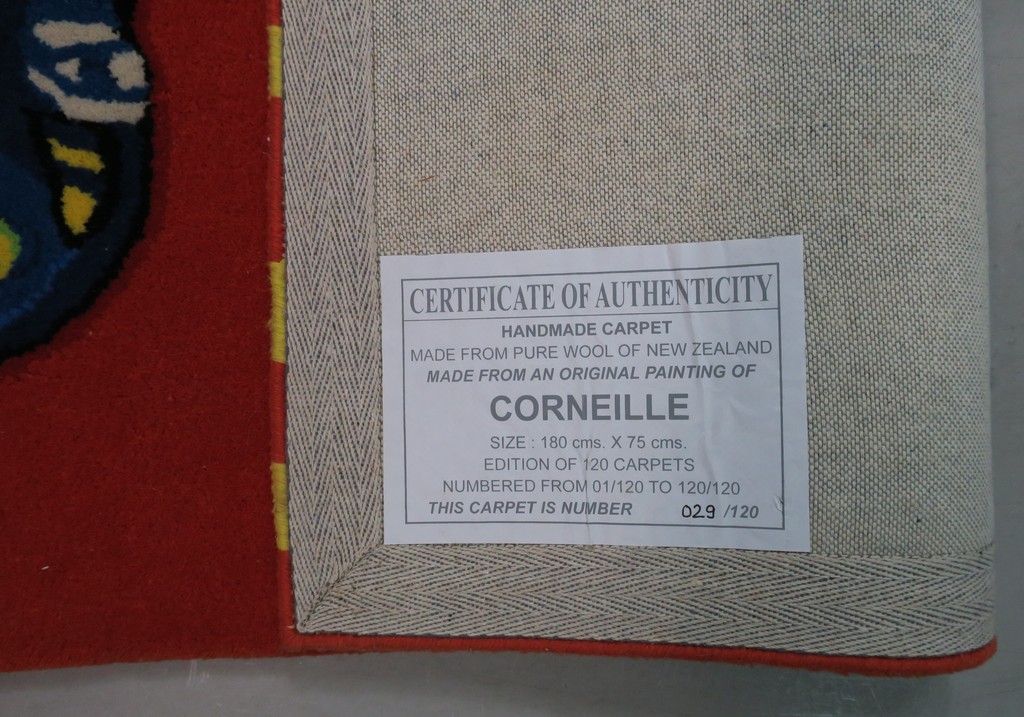 CERTIFICATE OF AUTHENTICITY
HANDMADE CARPET
MADE FROM PURE WOOL OF NEW ZEALAND
MADE FROM AN ORIGINAL PAINTING OF
CORNEILLE
SIZE : 180 cms. X 75 cms.
EDITION OF 120 CARPETS
NUMBERED FROM 01/120 TO 120/120
THIS CARPET IS NUMBER 029 /120